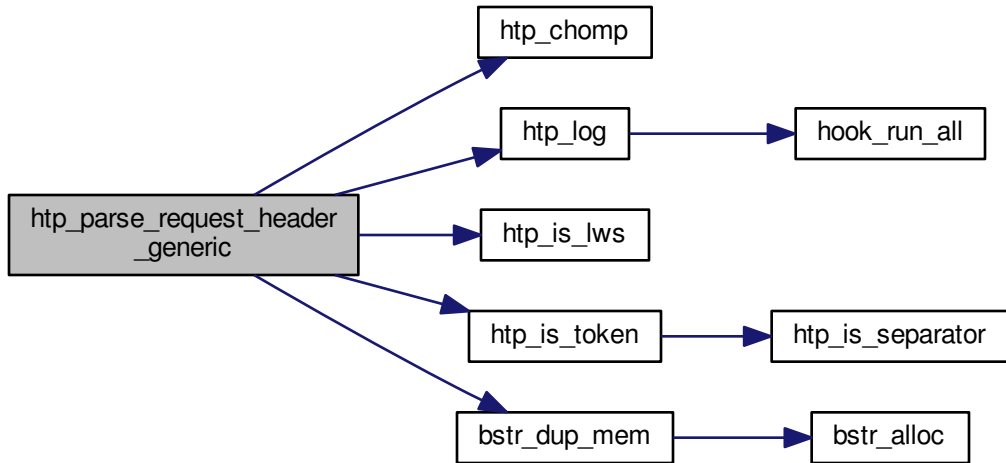 htp_chomp
htp_log
hook_run_all
htp_parse_request_header
_generic
htp_is_lws
htp_is_token
htp_is_separator
bstr_dup_mem
bstr_alloc